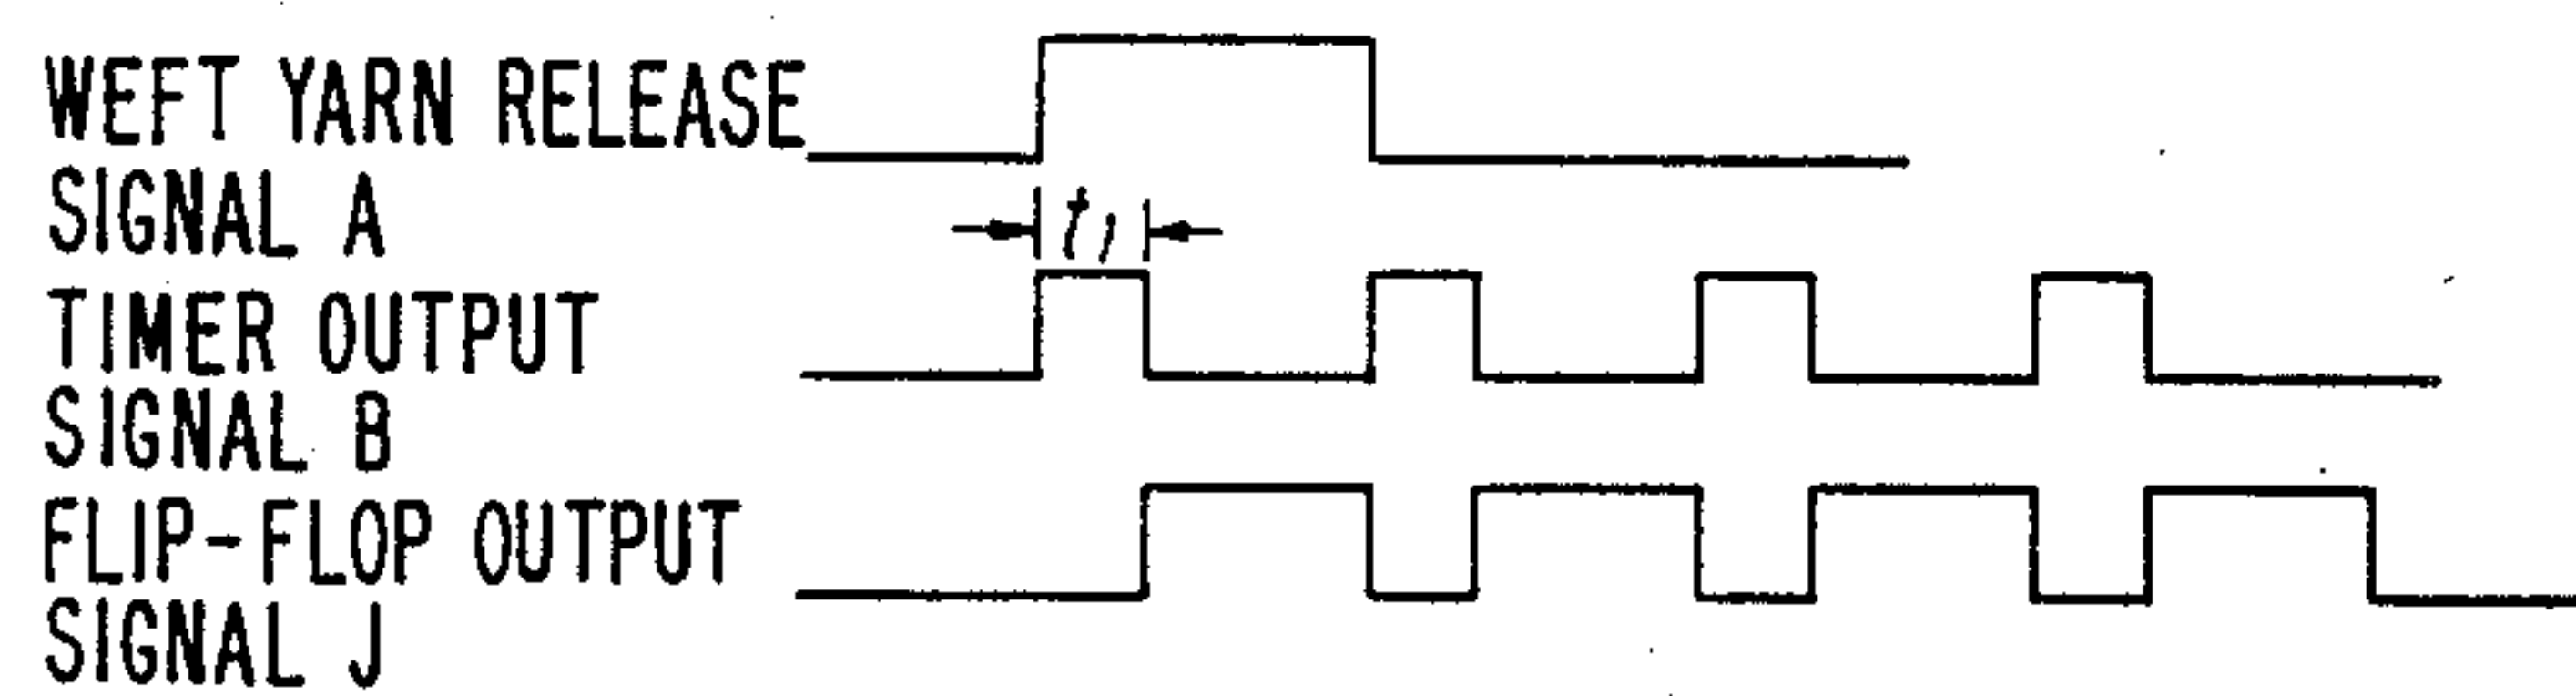 WEFT YARN RELEASE
SIGNAL A
t1
TIMER OUTPUT
SIGNAL B
FLIP-FLOP OUTPUT
SIGNAL J